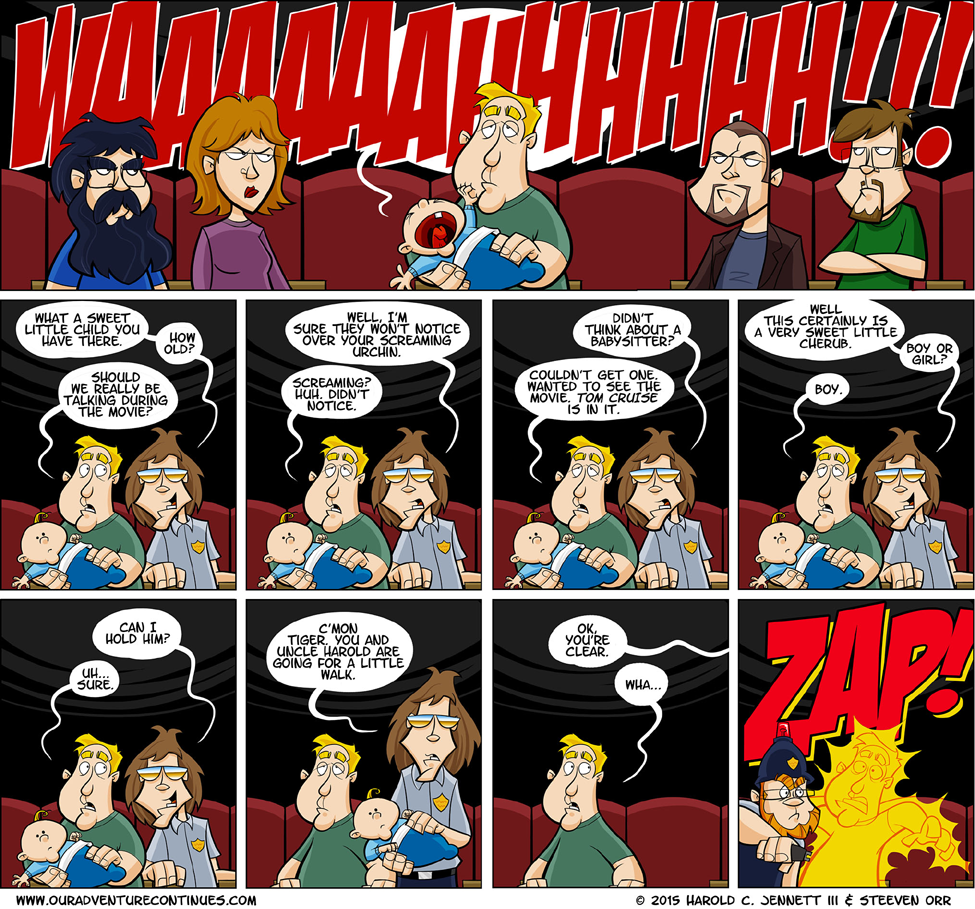 WAAAAAAAHHHHHHH!!!
WHAT A SWEET
LITTLE CHILD YOU
HAVE THERE.
HOW
OLD?
SHOULD
WE REALLY BE
TALKING DURING
THE MOVIE?
WELL, I'M
SURE THEY WON'T NOTICE
OVER YOUR SCREAMING
URCHIN.
SCREAMING?
HUH. DIDN'T
NOTICE.
DIDN'T
THINK ABOUT A
BABYSITTER?
COULDN'T GET ONE.
WANTED TO SEE THE
MOVIE. TOM CRUISE
IS IN IT.
WELL
THIS CERTAINLY IS
A VERY SWEET LITTLE
CHERUB.
BOY OR
GIRL?
BOY.
CAN I
HOLD HIM?
UH...
SURE.
C'MON
TIGER. YOU AND
UNCLE HAROLD ARE
GOING FOR A LITTLE
WALK.
OK,
YOU'RE
CLEAR.
WHA...
ZAP!
WWW.OURADVENTURECONTINUES.COM
© 2015 HAROLD C. JENNETT III & STEEVEN ORR